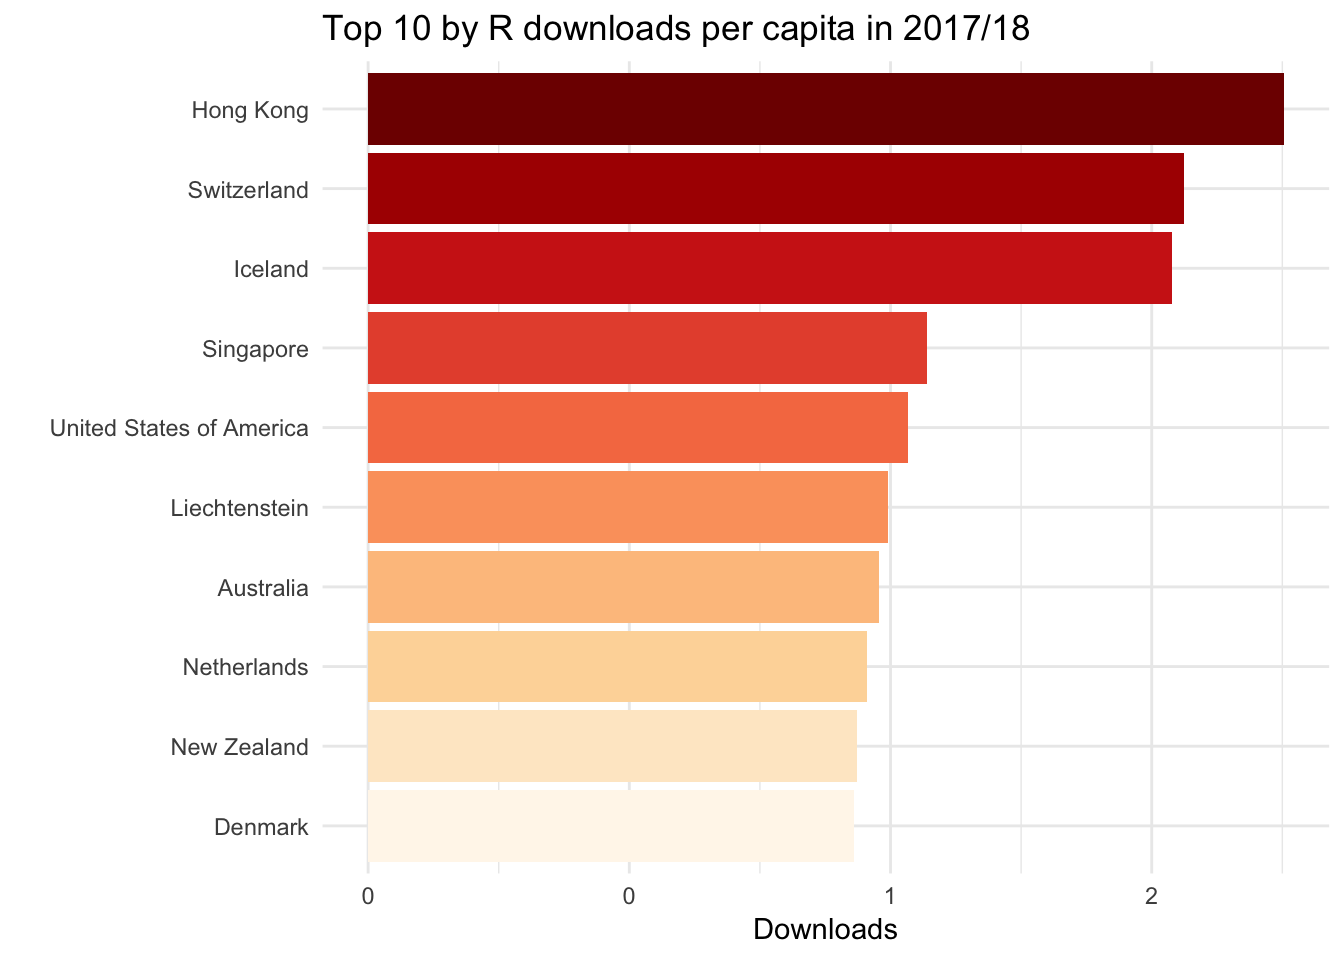 Top 10 by R downloads per capita in 2017/18
Hong Kong
Switzerland
Iceland
Singapore
United States of America
Liechtenstein
Australia
Netherlands
New Zealand
Denmark
0 0 1 2
Downloads